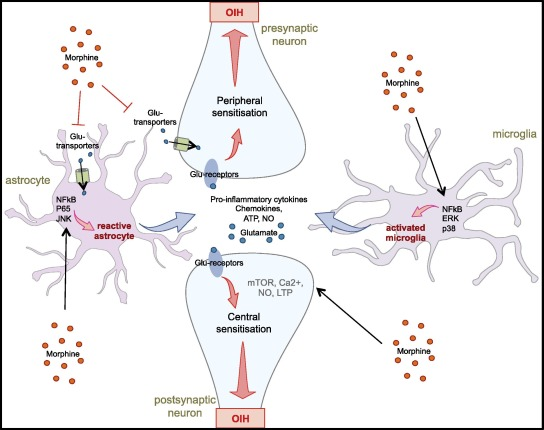 OIH
presynaptic
neuron
Morphine
Morphine
Peripheral
sensitisation
Glu-
transporters
Glu-
transporters
microglia
astrocyte
Glu-receptors
NFkB
P65
JNK
reactive
astrocyte
Pro-inflammatory cytokines
Chemokines,
ATP, NO
Glutamate
activated
microglia
NFkB
ERK
p38
Glu-receptors
mTOR, Ca2+,
NO, LTP
Central
sensitisation
Morphine
Morphine
postsynaptic
neuron
OIH